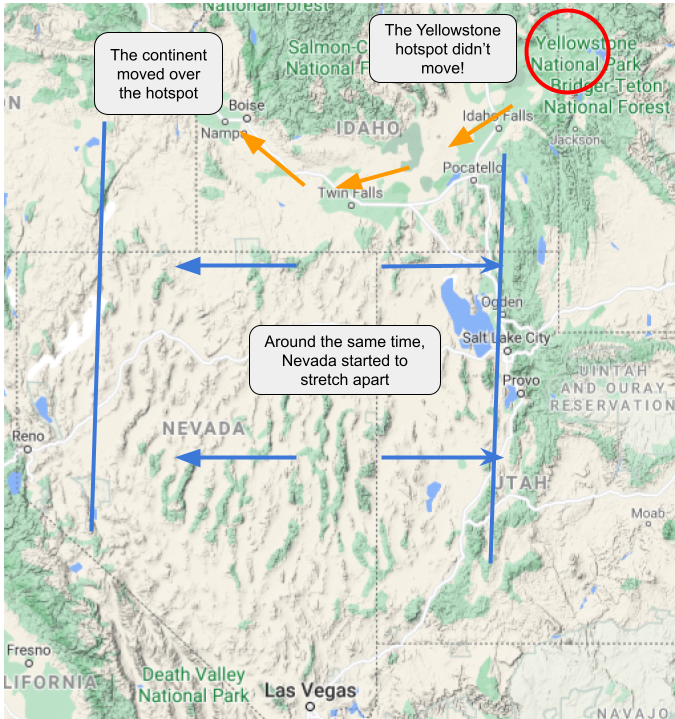 National Forest
The
hotspot didn't
move!
Yellowstone
National Park
Bridger-Teton
National Forest
The continent
moved over
the hotspot
Salmon-C
National F
ON
Boise
Nampa
IDAHO
Idaho Falls
Jackson
Pocatello
Twin Falls
Ogden
Salt Lake City
Around the same time,
Nevada started to
stretch apart
Provo
UINTAH
AND OURAY
RESERVATION
NEVADA
Reno
UTAH
Moab
Fresno
LIFORNIA
Death Valley
National Park
Las Vegas
NAVAJO